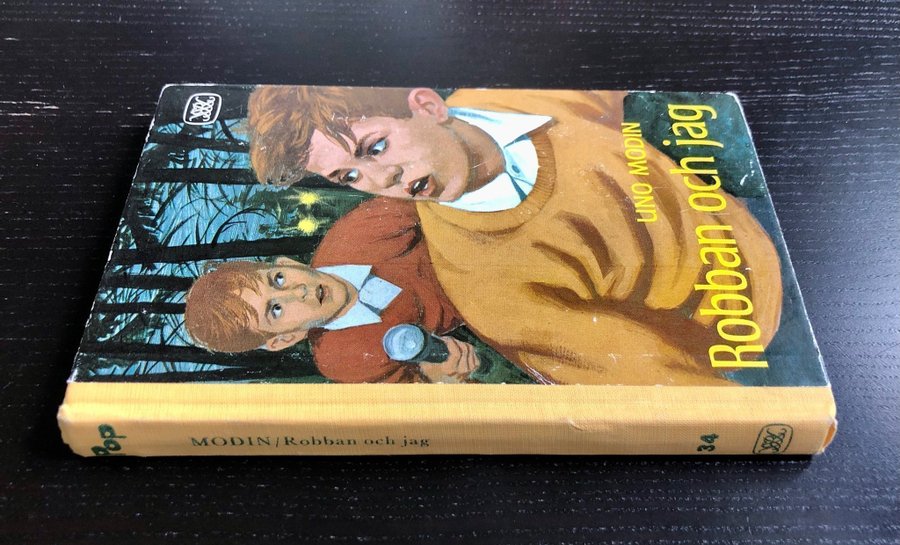 UNO MODIN
Robban och jag
Pop
MODIN/Robban och jag
34